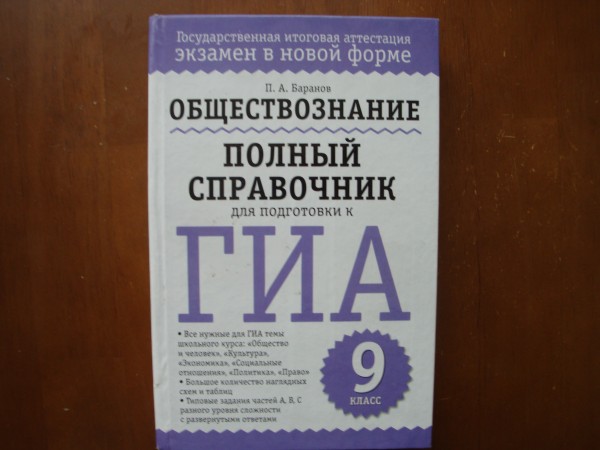 Государственная итоговая аттестация
экзамен в новой форме
П. А. Баранов
ОБЩЕСТВОЗНАНИЕ
ПОЛНЫЙ
СПРАВОЧНИК
для подготовки к
ГИА
• Все нужные для ГИА темы
школьного курса: «Общество
и человек», «Культура»,
«Экономика», «Социальные
отношения», «Политика», «Право»
• Большое количество наглядных
схем и таблиц
• Типовые задания частей А, В, С
разного уровня сложности
с развернутыми ответами
9
КЛАСС